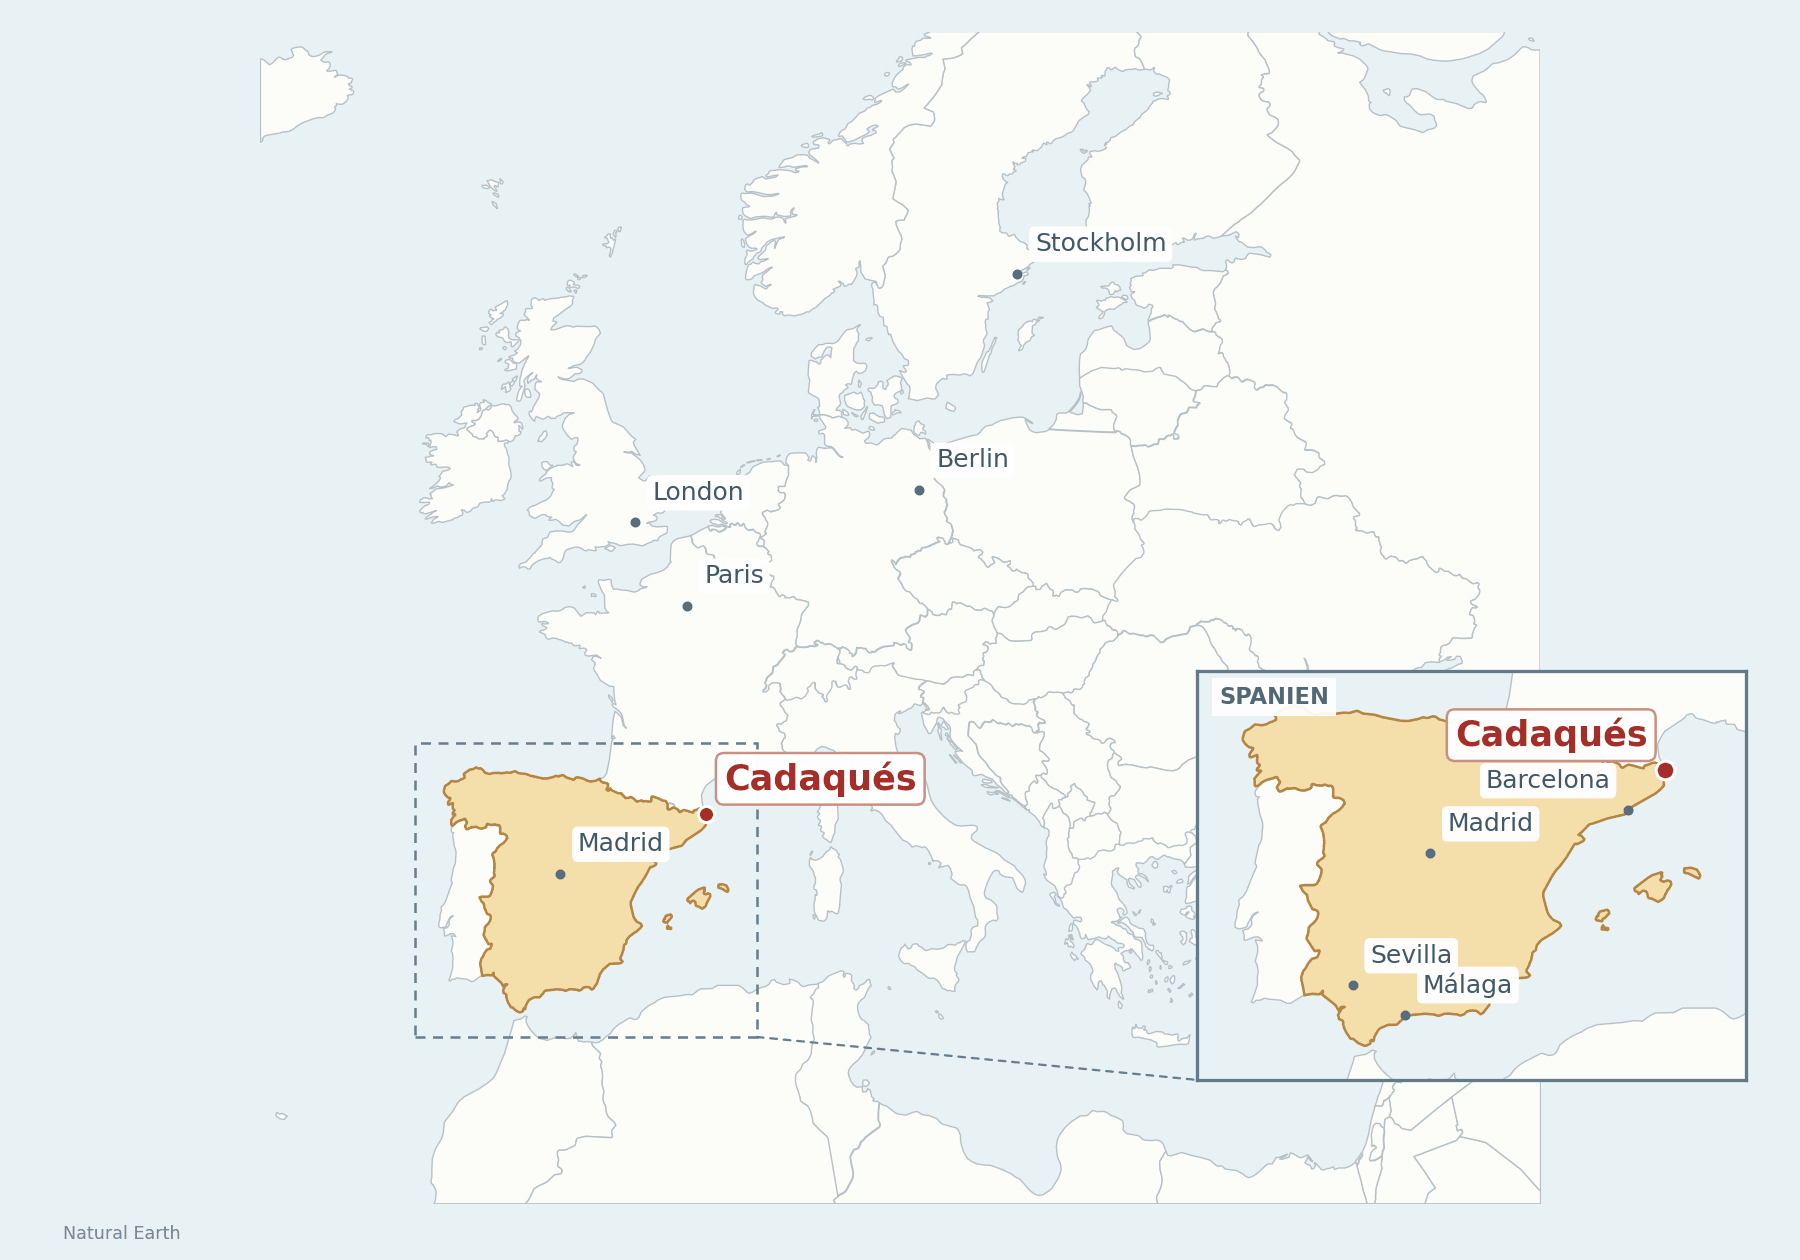 Stockholm
Berlin
London
Paris
SPANIEN
Cadaqués
Cadaqués
Barcelona
Madrid
Madrid
Sevilla
Málaga
Natural Earth